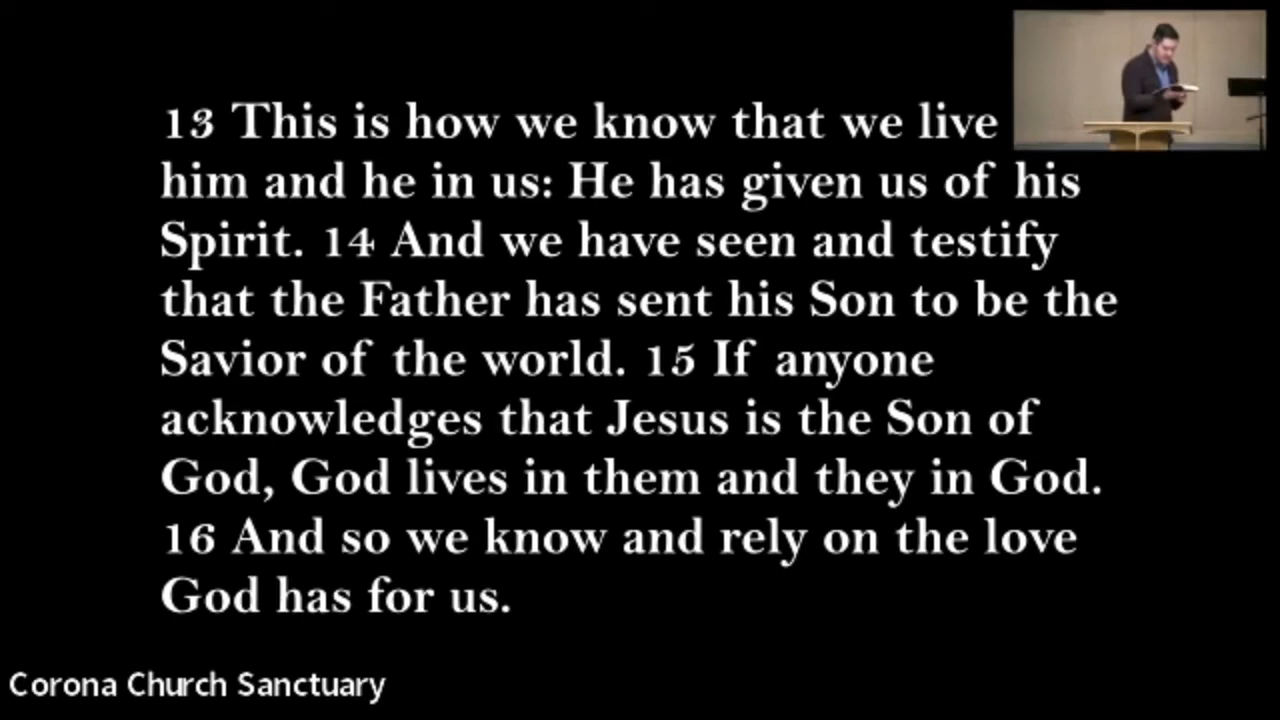 13 This is how we know that we live
him and he in us: He has given us of his
Spirit. 14 And we have seen and testify
that the Father has sent his Son to be the
Savior of the world. 15 If anyone
acknowledges that Jesus is the Son of
God, God lives in them and they in God.
16 And so we know and rely on the love
God has for us.
Corona Church Sanctuary